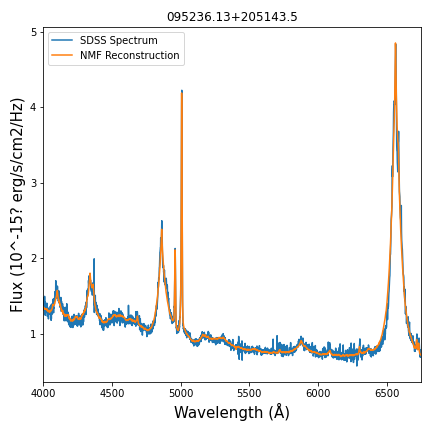 095236.13+205143.5
SDSS Spectrum
NMF Reconstruction
Flux (10^-15? erg/s/cm2/Hz)
5
4
3
2
1
4000 4500 5000 5500 6000 6500
Wavelength (Å)